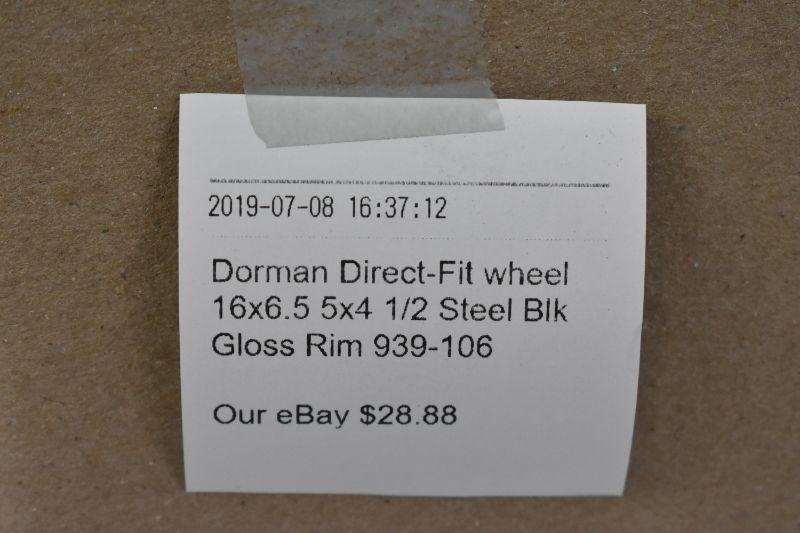 2019-07-08 16:37:12
Dorman Direct-Fit wheel
16x6.5 5x4 1/2 Steel Blk
Gloss Rim 939-106
Our eBay $28.88